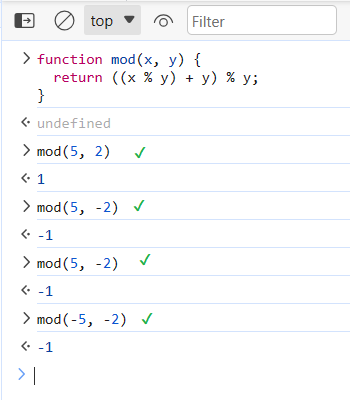 top ▼ Filter
function mod(x, y) {
  return ((x % y) + y) % y;
}
undefined
mod(5, 2) ✓
1
mod(5, -2) ✓
-1
mod(5, -2) ✓
-1
mod(-5, -2) ✓
-1